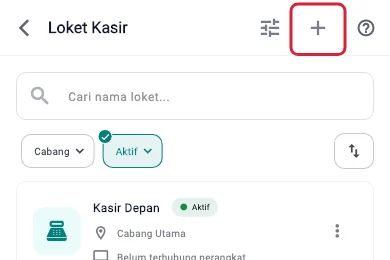 Loket Kasir
Cari nama loket...
Cabang
Aktif
Kasir Depan
Aktif
Cabang Utama
Belum terhubung perangkat